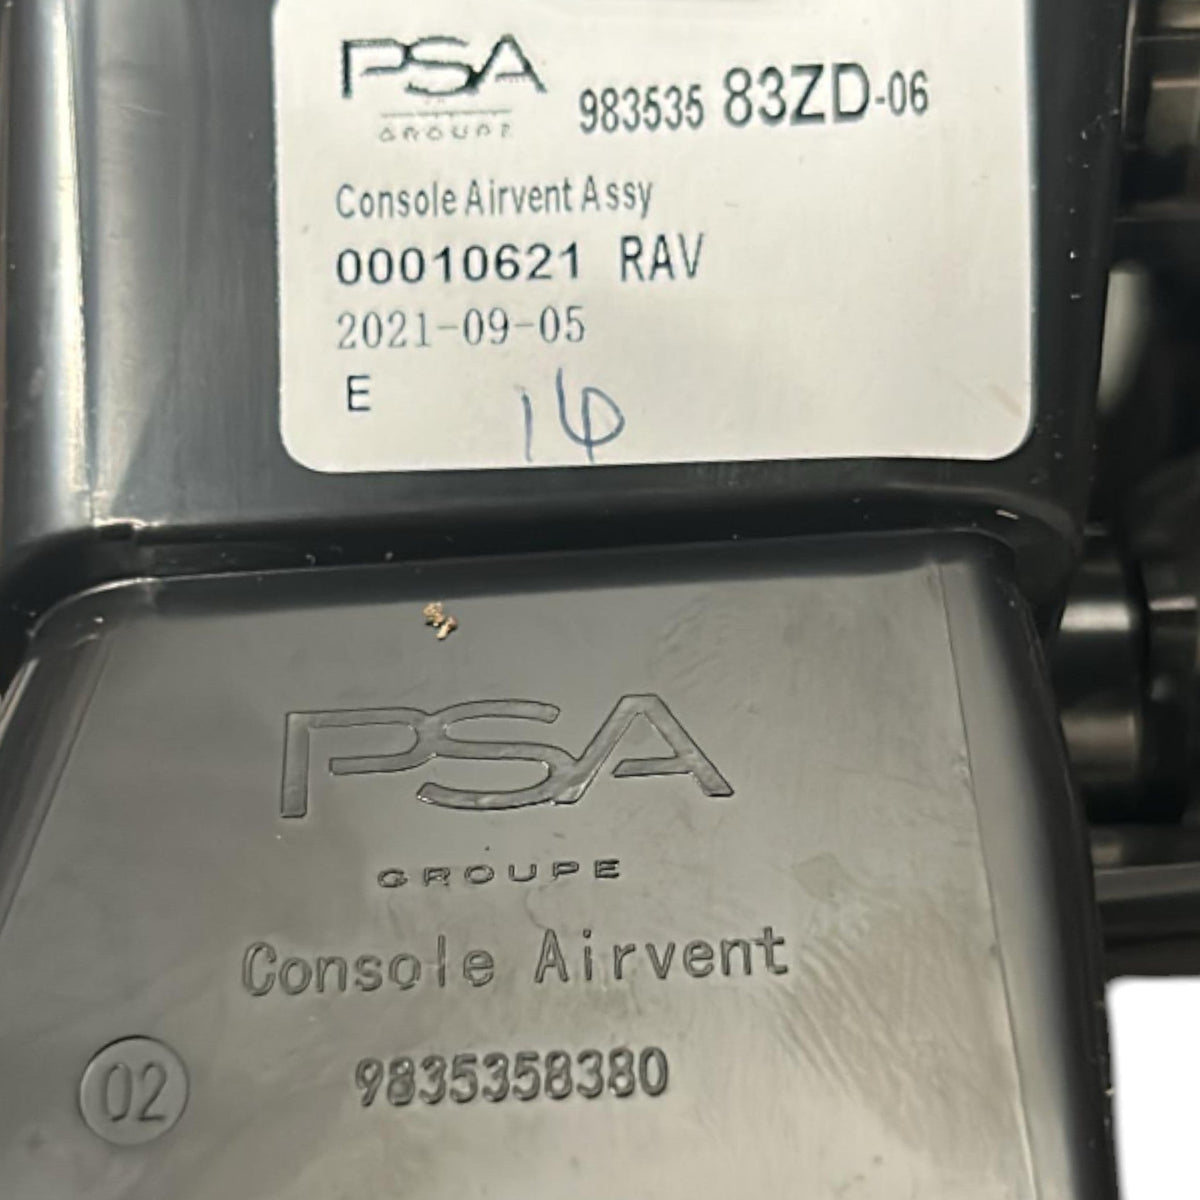 PSA
GROUPE
983535 83ZD-06
Console Airvent Assy
00010621 RAV
2021-09-05
E
16
PSA
GROUPE
Console Airvent
02
9835358380